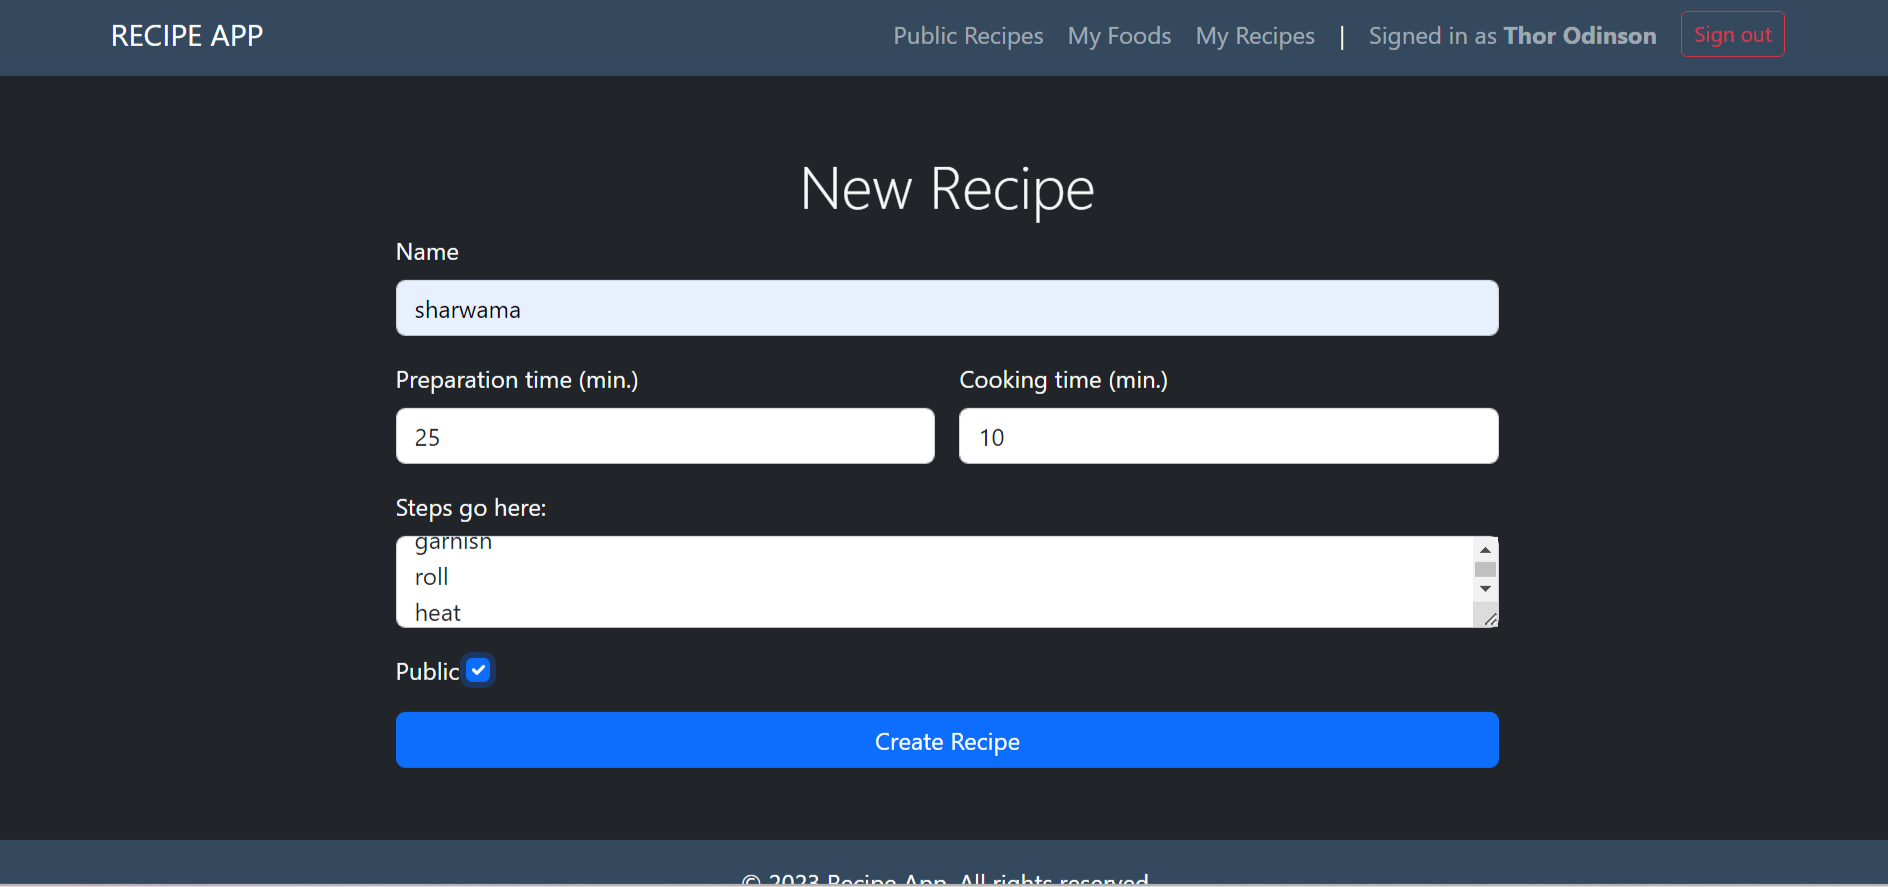 RECIPE APP
Public Recipes My Foods My Recipes | Signed in as Thor Odinson Sign out
New Recipe
Name
sharwama
Preparation time (min.) Cooking time (min.)
25 10
Steps go here:
garnish
roll
heat
Public
Create Recipe
© 2023 Recipe App. All rights reserved